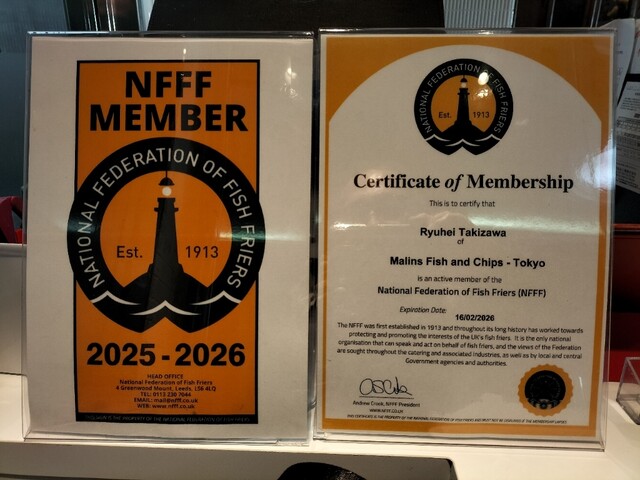 NFFF
MEMBER
NATIONAL FEDERATION OF FISH FRIERS
Est. 1913
2025 - 2026
HEAD OFFICE
National Federation of Fish Friers
4 Greenwood Mount, Leeds, LS6 4LQ
TEL: 0113 230 7044
EMAIL: mail@nfff.co.uk
WEB: www.nfff.co.uk
NATIONAL FEDERATION OF FISH FRIERS
Est. 1913
Certificate of Membership
This is to certify that
Ryuhei Takizawa
of
Malins Fish and Chips - Tokyo
is an active member of the
National Federation of Fish Friers (NFFF)
Expiration Date: 16/02/2026
The NFFF was first established in 1913 and throughout its long history has worked towards
protecting and promoting the interests of the UK's fish friers. It is the only national
organisation that can speak and act on behalf of fish friers, and the views of the Federation
are sought throughout the catering and associated industries, as well as by local and central
Government agencies and authorities.
Andrew Crook, NFFF President
WWW.NFFF.CO.UK